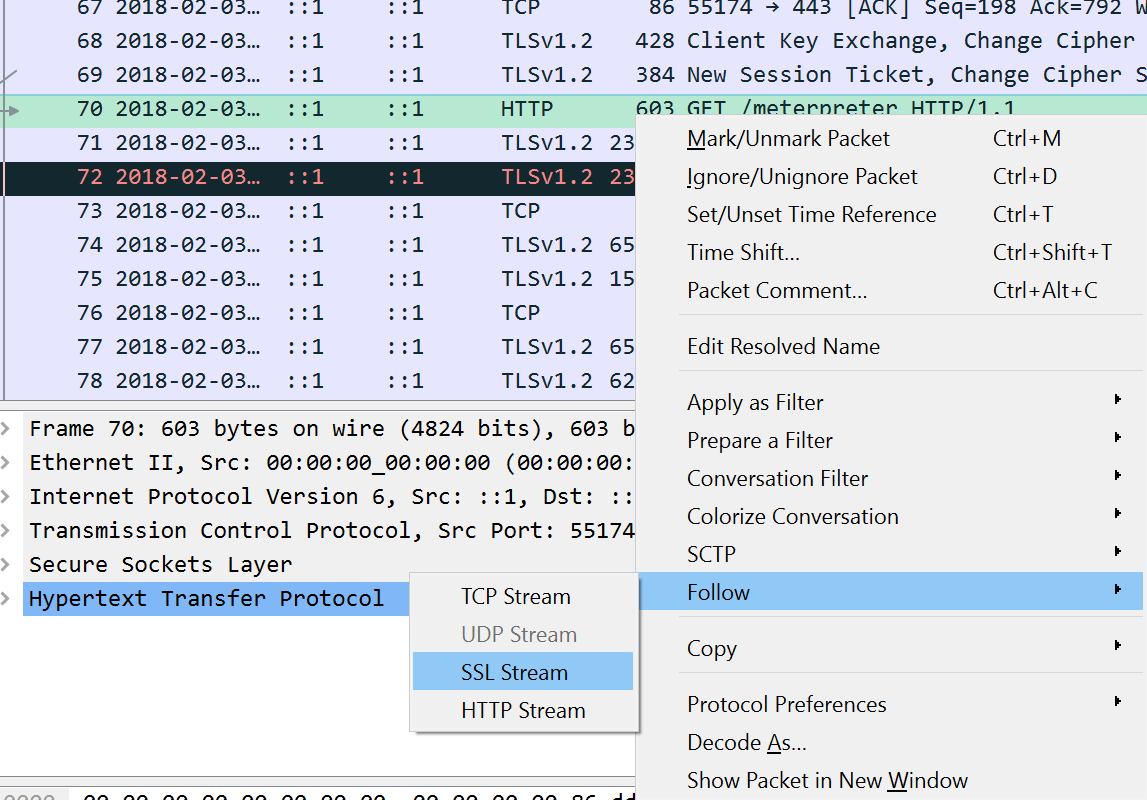 67 2018-02-03… ::1 ::1 TCP 86 55174 → 443 [ACK] Seq=198 Ack=792 W
68 2018-02-03… ::1 ::1 TLSv1.2 428 Client Key Exchange, Change Cipher
69 2018-02-03… ::1 ::1 TLSv1.2 384 New Session Ticket, Change Cipher S
70 2018-02-03… ::1 ::1 HTTP 603 GET /meterpreter HTTP/1.1
71 2018-02-03… ::1 ::1 TLSv1.2 23
72 2018-02-03… ::1 ::1 TLSv1.2 23
73 2018-02-03… ::1 ::1 TCP
74 2018-02-03… ::1 ::1 TLSv1.2 65
75 2018-02-03… ::1 ::1 TLSv1.2 15
76 2018-02-03… ::1 ::1 TCP
77 2018-02-03… ::1 ::1 TLSv1.2 65
78 2018-02-03… ::1 ::1 TLSv1.2 62
Frame 70: 603 bytes on wire (4824 bits), 603 b
Ethernet II, Src: 00:00:00_00:00:00 (00:00:00:
Internet Protocol Version 6, Src: ::1, Dst: ::
Transmission Control Protocol, Src Port: 55174
Secure Sockets Layer
Hypertext Transfer Protocol
TCP Stream
UDP Stream
SSL Stream
HTTP Stream
Mark/Unmark Packet Ctrl+M
Ignore/Unignore Packet Ctrl+D
Set/Unset Time Reference Ctrl+T
Time Shift... Ctrl+Shift+T
Packet Comment... Ctrl+Alt+C
Edit Resolved Name
Apply as Filter
Prepare a Filter
Conversation Filter
Colorize Conversation
SCTP
Follow
Copy
Protocol Preferences
Decode As...
Show Packet in New Window